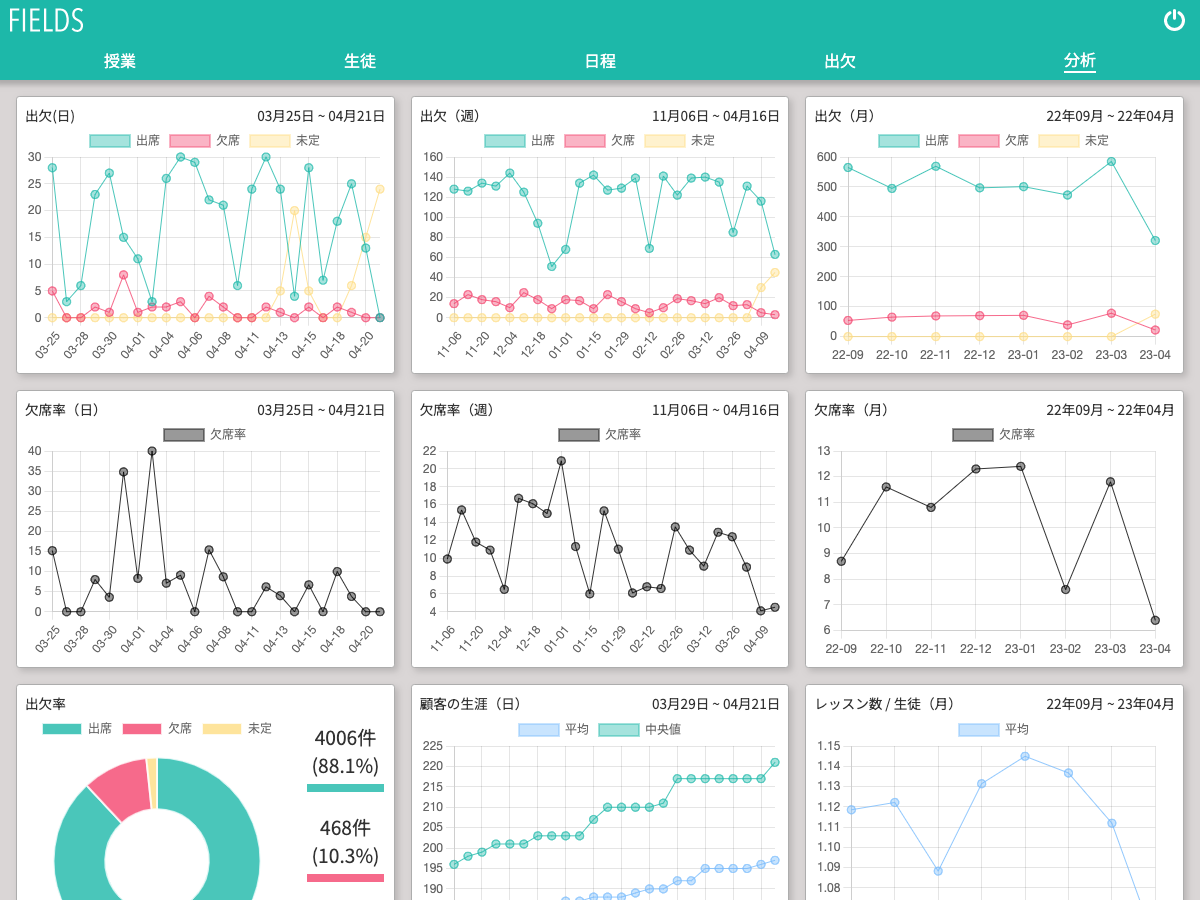 FIELDS
授業 生徒 日程 出欠 分析
出欠(日) 03月25日 ~ 04月21日
出席 欠席 未定
30
25
20
15
10
5
0
03-25 03-28 03-30 04-01 04-04 04-06 04-08 04-11 04-13 04-15 04-18 04-20
出欠（週） 11月06日 ~ 04月16日
出席 欠席 未定
160
140
120
100
80
60
40
20
0
11-06 11-20 12-04 12-18 01-01 01-15 01-29 02-12 02-26 03-12 03-26 04-09
出欠（月） 22年09月 ~ 22年04月
出席 欠席 未定
600
500
400
300
200
100
0
22-09 22-10 22-11 22-12 23-01 23-02 23-03 23-04
欠席率（日） 03月25日 ~ 04月21日
欠席率
40
35
30
25
20
15
10
5
0
03-25 03-28 03-30 04-01 04-04 04-06 04-08 04-11 04-13 04-15 04-18 04-20
欠席率（週） 11月06日 ~ 04月16日
欠席率
22
20
18
16
14
12
10
8
6
4
11-06 11-20 12-04 12-18 01-01 01-15 01-29 02-12 02-26 03-12 03-26 04-09
欠席率（月） 22年09月 ~ 22年04月
欠席率
13
12
11
10
9
8
7
6
22-09 22-10 22-11 22-12 23-01 23-02 23-03 23-04
出欠率
出席 欠席 未定
4006件
(88.1%)
468件
(10.3%)
顧客の生涯（日） 03月29日 ~ 04月21日
平均 中央値
225
220
215
210
205
200
195
190
レッスン数 / 生徒（月） 22年09月 ~ 23年04月
平均
1.15
1.14
1.13
1.12
1.11
1.10
1.09
1.08